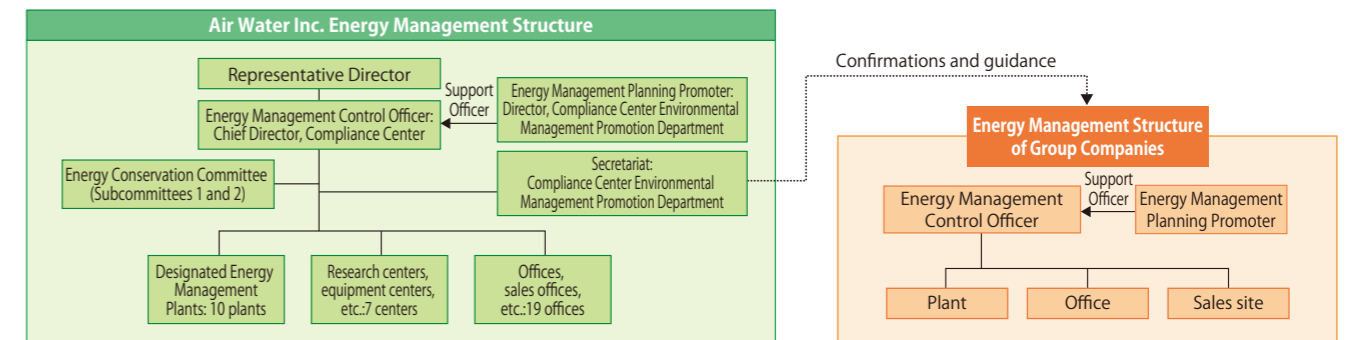 Air Water Inc. Energy Management Structure
Representative Director
Energy Management Control Officer:
Chief Director, Compliance Center
Support
Officer
Energy Management Planning Promoter:
Director, Compliance Center Environmental
Management Promotion Department
Energy Conservation Committee
(Subcommittees 1 and 2)
Secretariat:
Compliance Center Environmental
Management Promotion Department
Designated Energy
Management
Plants: 10 plants
Research centers,
equipment centers,
etc.:7 centers
Offices,
sales offices,
etc.:19 offices
Confirmations and guidance
Energy Management Structure
of Group Companies
Energy Management
Control Officer
Support
Officer
Energy Management
Planning Promoter
Plant
Office
Sales site